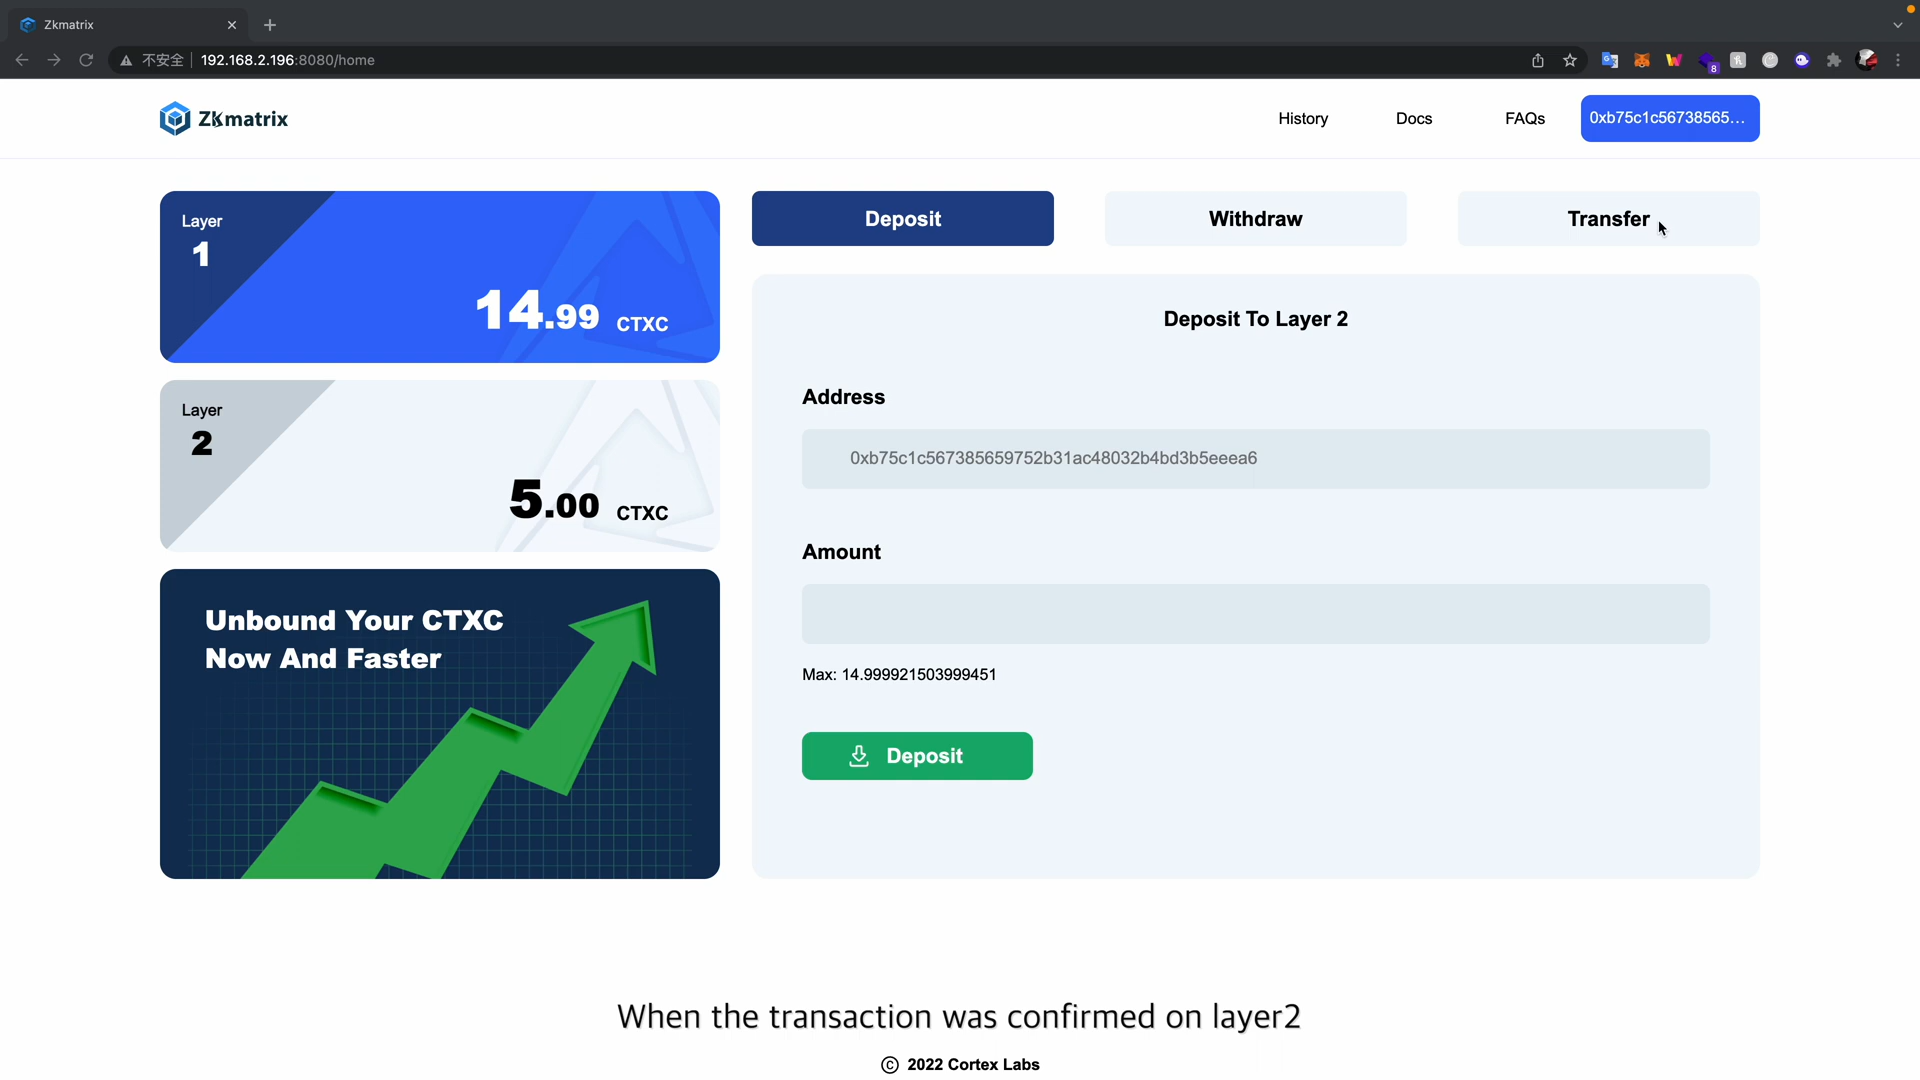 Zkmatrix
不安全
192.168.2.196:8080/home
8
Zkmatrix
History
Docs
FAQs
0xb75c1c56738565...
Layer
1
14.99 CTXC
Layer
2
5.00 CTXC
Unbound Your CTXC
Now And Faster
Deposit
Withdraw
Transfer
Deposit To Layer 2
Address
0xb75c1c567385659752b31ac48032b4bd3b5eeea6
Amount
Max: 14.999921503999451
Deposit
When the transaction was confirmed on layer2
© 2022 Cortex Labs